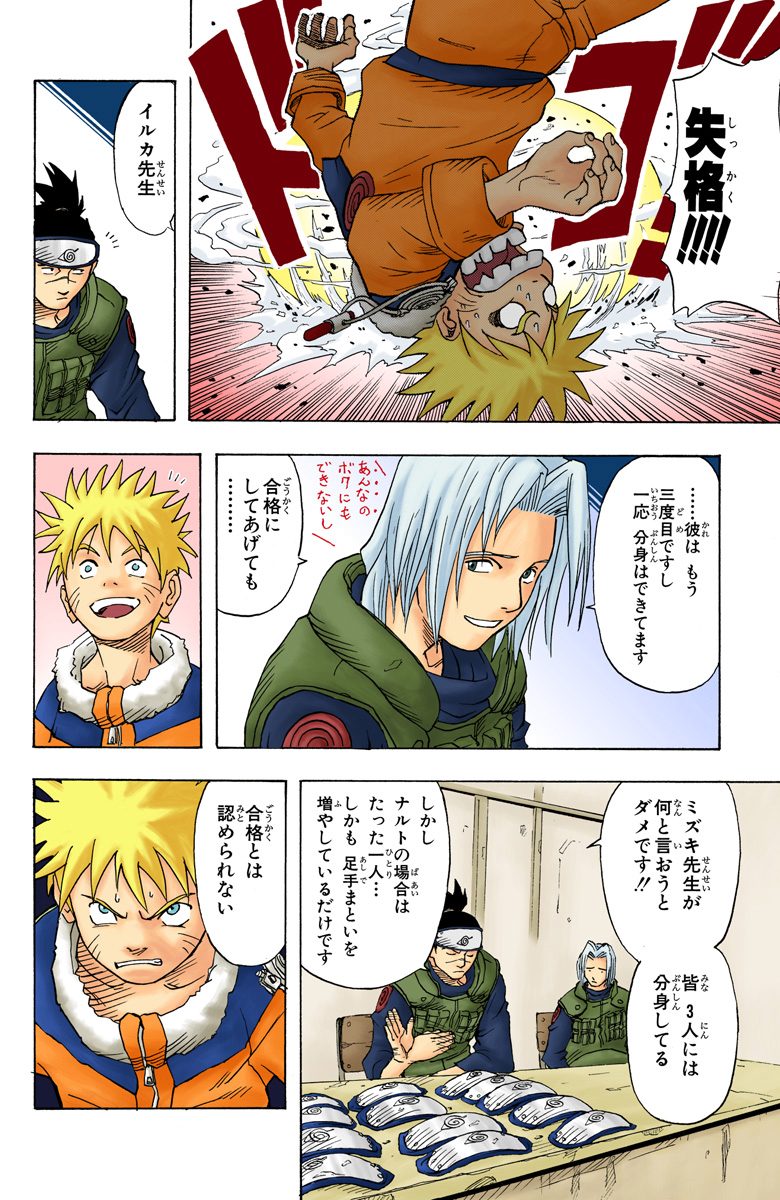 失格!!!!
ドコ!!
イルカ先生
……彼は もう
三度目ですし
一応 分身はできてます
あんなの
ボクにも
できないし
合格に
してあげても
………
ミズキ先生が
何と言おうと
ダメです!!
皆 3人には
分身してる
しかし
ナルトの場合は
たった一人…
しかも 足手まといを
増やしているだけです
合格とは
認められない